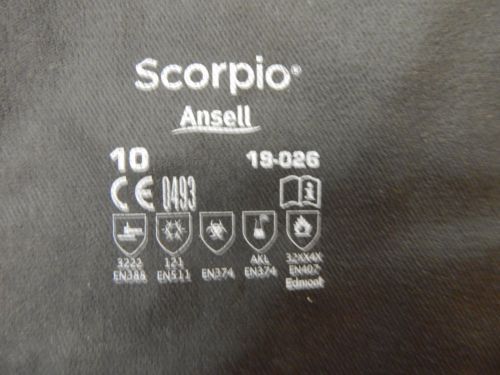 Scorpio®
Ansell
10 19-026
CE 0493 i
3222 121 AKL 32XX4X
EN388 EN511 EN374 EN374 EN407
Edmont